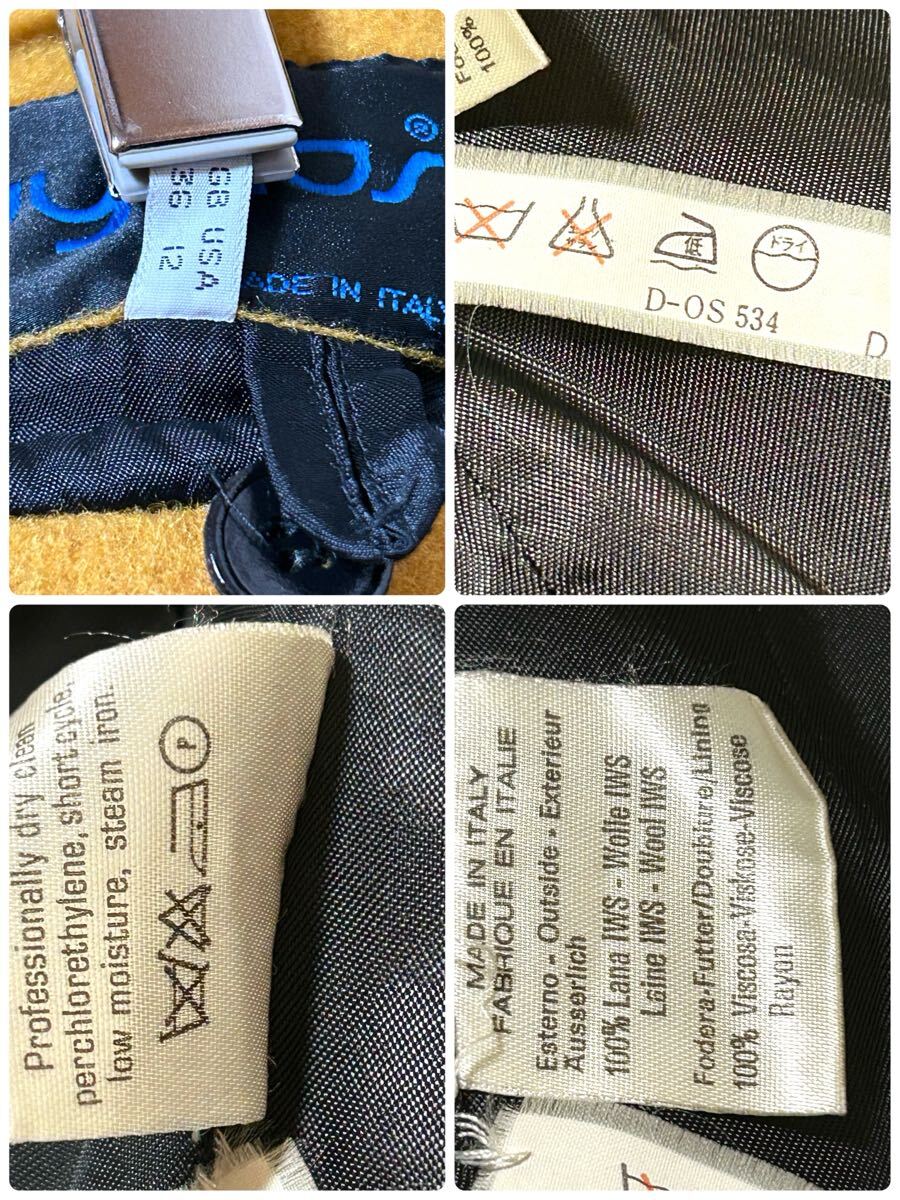 ®
GB USA
36 12
MADE IN ITALY
100%
低
ドライ
D-OS 534
D
Professionally dry clean
perchlorethylene, short cycle,
low moisture, steam iron.
P
MADE IN ITALY
FABRIQUE EN ITALIE
Esterno - Outside - Exterieur
Ausserlich
100% Lana IWS - Wolle IWS
Laine IWS - Wool IWS
Fodera-Futter/Doublure/Lining
100% Viscosa-Viskose-Viscose
Rayon